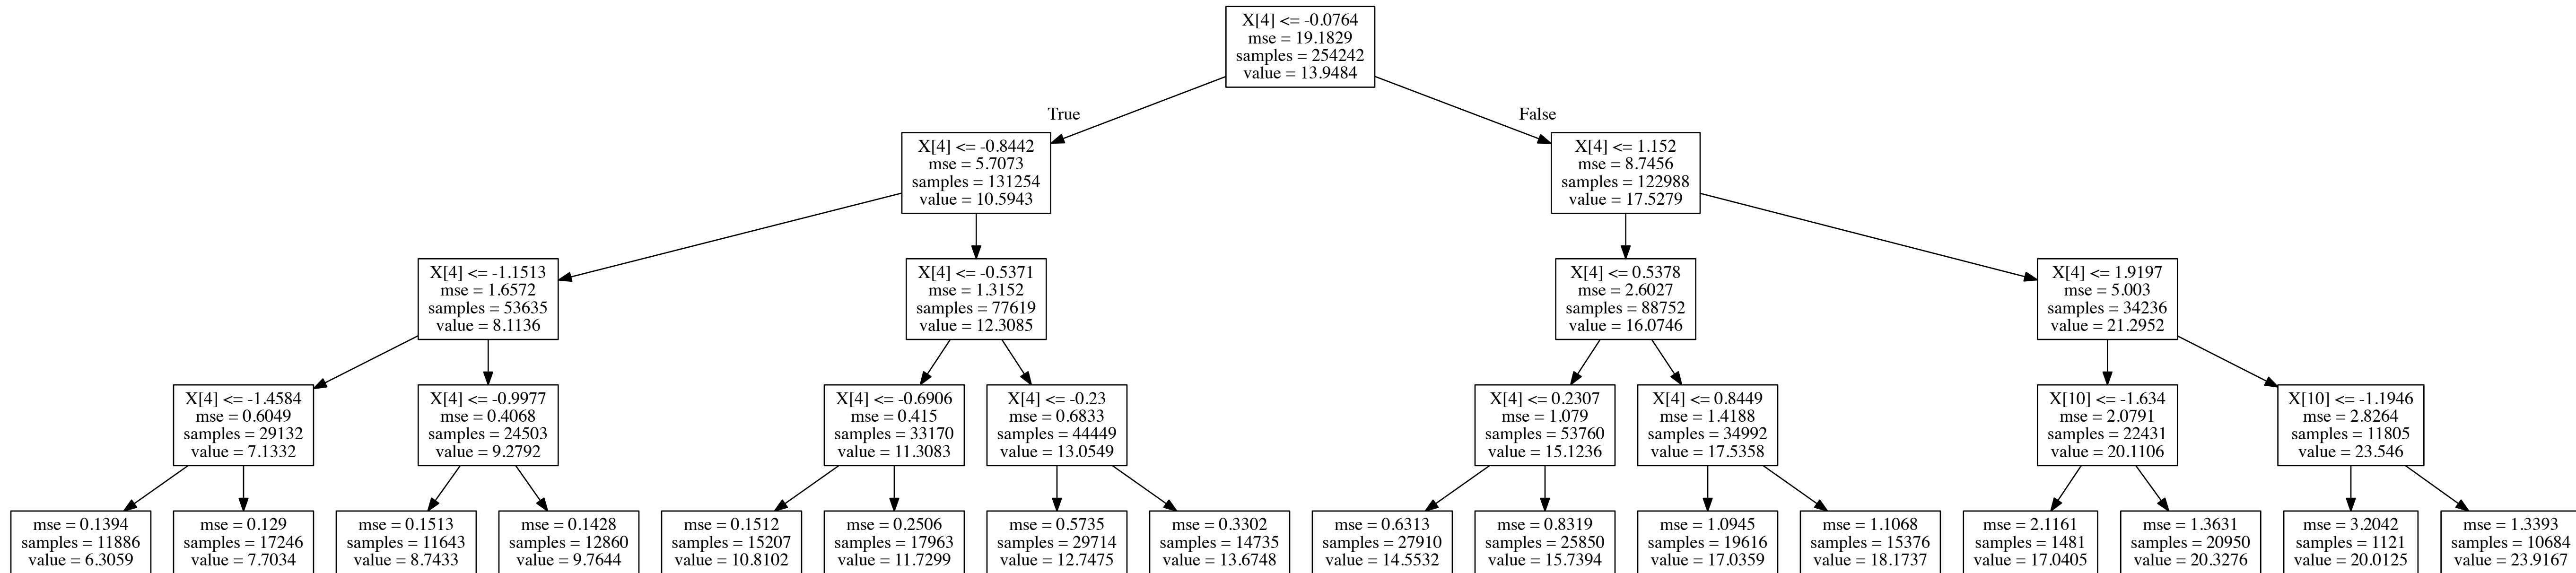 X[4] <= -0.0764
mse = 19.1829
samples = 254242
value = 13.9484
True
False
X[4] <= -0.8442
mse = 5.7073
samples = 131254
value = 10.5943
X[4] <= 1.152
mse = 8.7456
samples = 122988
value = 17.5279
X[4] <= -1.1513
mse = 1.6572
samples = 53635
value = 8.1136
X[4] <= -0.5371
mse = 1.3152
samples = 77619
value = 12.3085
X[4] <= 0.5378
mse = 2.6027
samples = 88752
value = 16.0746
X[4] <= 1.9197
mse = 5.003
samples = 34236
value = 21.2952
X[4] <= -1.4584
mse = 0.6049
samples = 29132
value = 7.1332
X[4] <= -0.9977
mse = 0.4068
samples = 24503
value = 9.2792
X[4] <= -0.6906
mse = 0.415
samples = 33170
value = 11.3083
X[4] <= -0.23
mse = 0.6833
samples = 44449
value = 13.0549
X[4] <= 0.2307
mse = 1.079
samples = 53760
value = 15.1236
X[4] <= 0.8449
mse = 1.4188
samples = 34992
value = 17.5358
X[10] <= -1.634
mse = 2.0791
samples = 22431
value = 20.1106
X[10] <= -1.1946
mse = 2.8264
samples = 11805
value = 23.546
mse = 0.1394
samples = 11886
value = 6.3059
mse = 0.129
samples = 17246
value = 7.7034
mse = 0.1513
samples = 11643
value = 8.7433
mse = 0.1428
samples = 12860
value = 9.7644
mse = 0.1512
samples = 15207
value = 10.8102
mse = 0.2506
samples = 17963
value = 11.7299
mse = 0.5735
samples = 29714
value = 12.7475
mse = 0.3302
samples = 14735
value = 13.6748
mse = 0.6313
samples = 27910
value = 14.5532
mse = 0.8319
samples = 25850
value = 15.7394
mse = 1.0945
samples = 19616
value = 17.0359
mse = 1.1068
samples = 15376
value = 18.1737
mse = 2.1161
samples = 1481
value = 17.0405
mse = 1.3631
samples = 20950
value = 20.3276
mse = 3.2042
samples = 1121
value = 20.0125
mse = 1.3393
samples = 10684
value = 23.9167